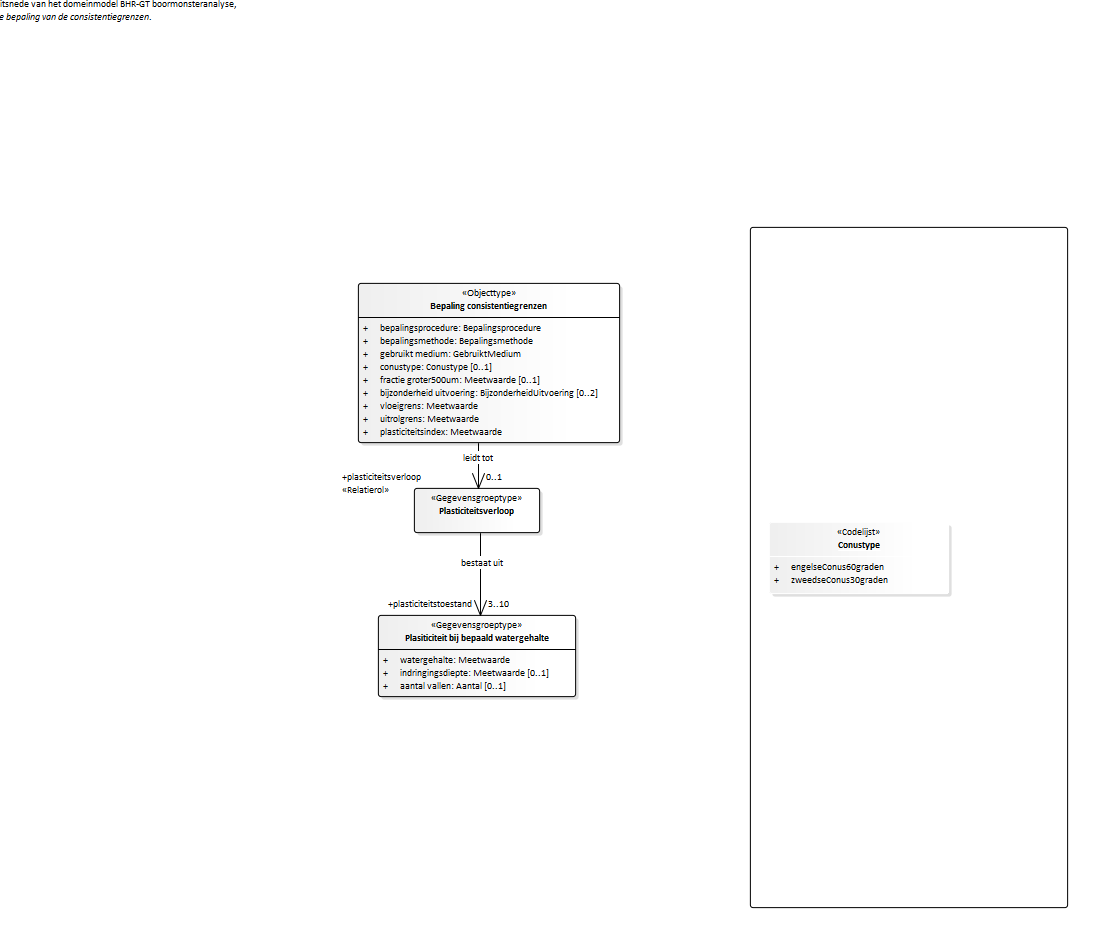 itsnede van het domeinmodel BHR-GT boormonsteranalyse,
e bepaling van de consistentiegrenzen.
«Objecttype»
Bepaling consistentiegrenzen
+ bepalingsprocedure: Bepalingsprocedure
+ bepalingsmethode: Bepalingsmethode
+ gebruikt medium: GebruiktMedium
+ conustype: Conustype [0..1]
+ fractie groter500um: Meetwaarde [0..1]
+ bijzonderheid uitvoering: BijzonderheidUitvoering [0..2]
+ vloeigrens: Meetwaarde
+ uitrolgrens: Meetwaarde
+ plasticiteitsindex: Meetwaarde
leidt tot
+plasticiteitsverloop 0..1
«Relatierol»
«Gegevensgroeptype»
Plasticiteitsverloop
bestaat uit
+plasticiteitstoestand 3..10
«Gegevensgroeptype»
Plasiticiteit bij bepaald watergehalte
+ watergehalte: Meetwaarde
+ indringingsdiepte: Meetwaarde [0..1]
+ aantal vallen: Aantal [0..1]
«Codelijst»
Conustype
+ engelseConus60graden
+ zweedseConus30graden